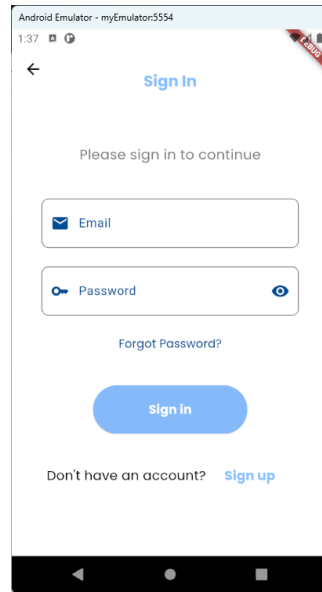 Android Emulator - myEmulator:5554
1:37
DEBUG
Sign In
Please sign in to continue
Email
Password
Forgot Password?
Sign in
Don't have an account? Sign up